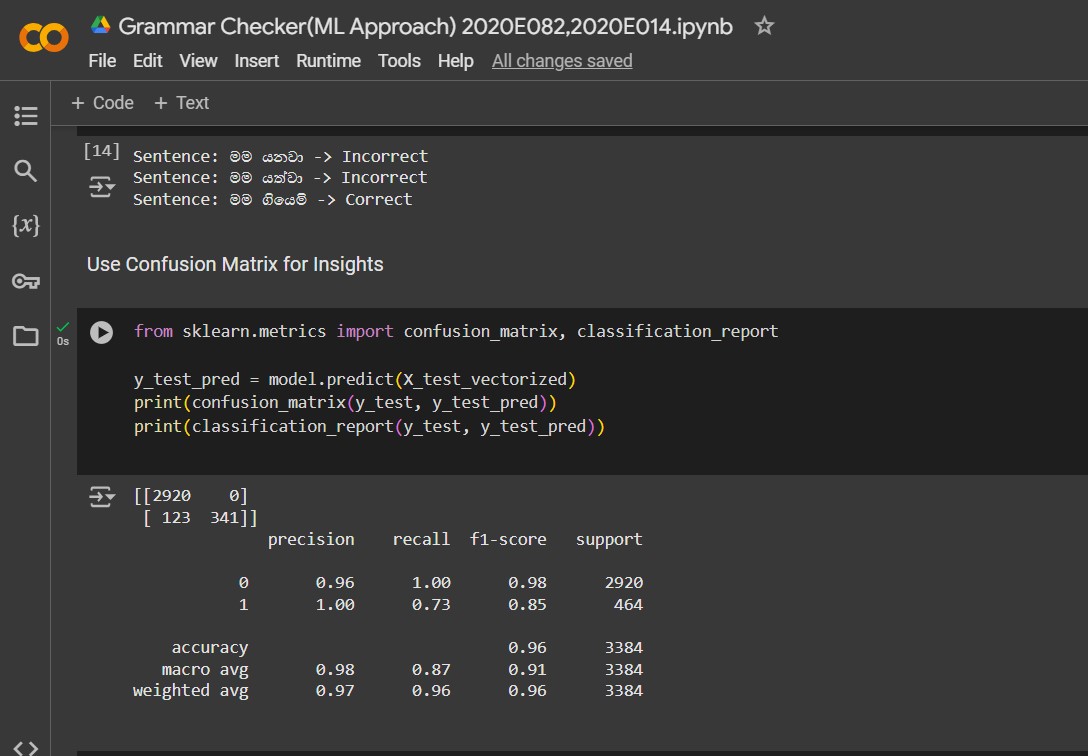 Grammar Checker(ML Approach) 2020E082,2020E014.ipynb
File Edit View Insert Runtime Tools Help All changes saved
+ Code + Text
[14] Sentence: මම යනවා -> Incorrect
Sentence: මම යත්වා -> Incorrect
Sentence: මම ගියෙමි -> Correct
{x}
Use Confusion Matrix for Insights
0s
from sklearn.metrics import confusion_matrix, classification_report
y_test_pred = model.predict(X_test_vectorized)
print(confusion_matrix(y_test, y_test_pred))
print(classification_report(y_test, y_test_pred))
[[2920 0]
[ 123 341]]
precision recall f1-score support
0 0.96 1.00 0.98 2920
1 1.00 0.73 0.85 464
accuracy 0.96 3384
macro avg 0.98 0.87 0.91 3384
weighted avg 0.97 0.96 0.96 3384